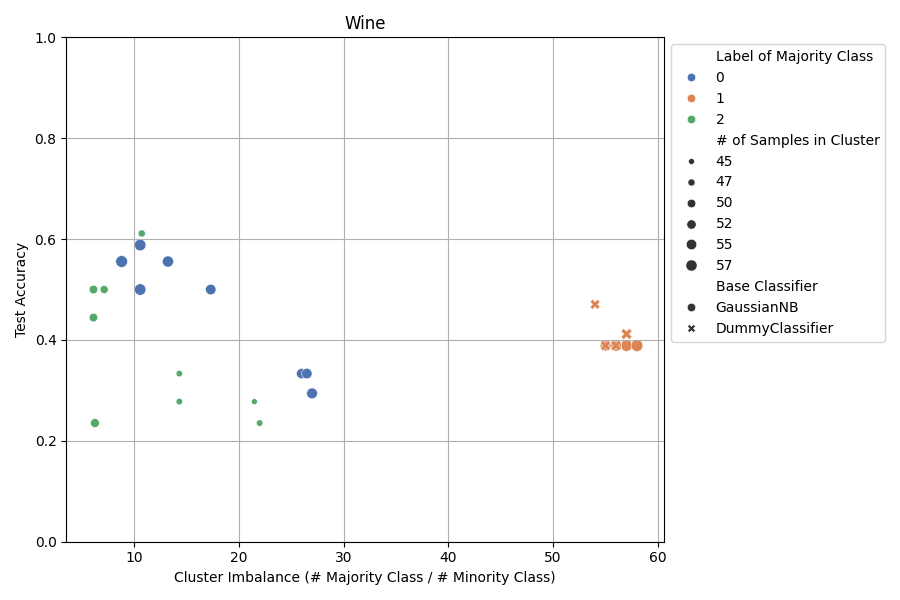 Wine
Test Accuracy
1.0
0.8
0.6
0.4
0.2
0.0
10
20
30
40
50
60
Cluster Imbalance (# Majority Class / # Minority Class)
Label of Majority Class
0
1
2
# of Samples in Cluster
45
47
50
52
55
57
Base Classifier
GaussianNB
DummyClassifier